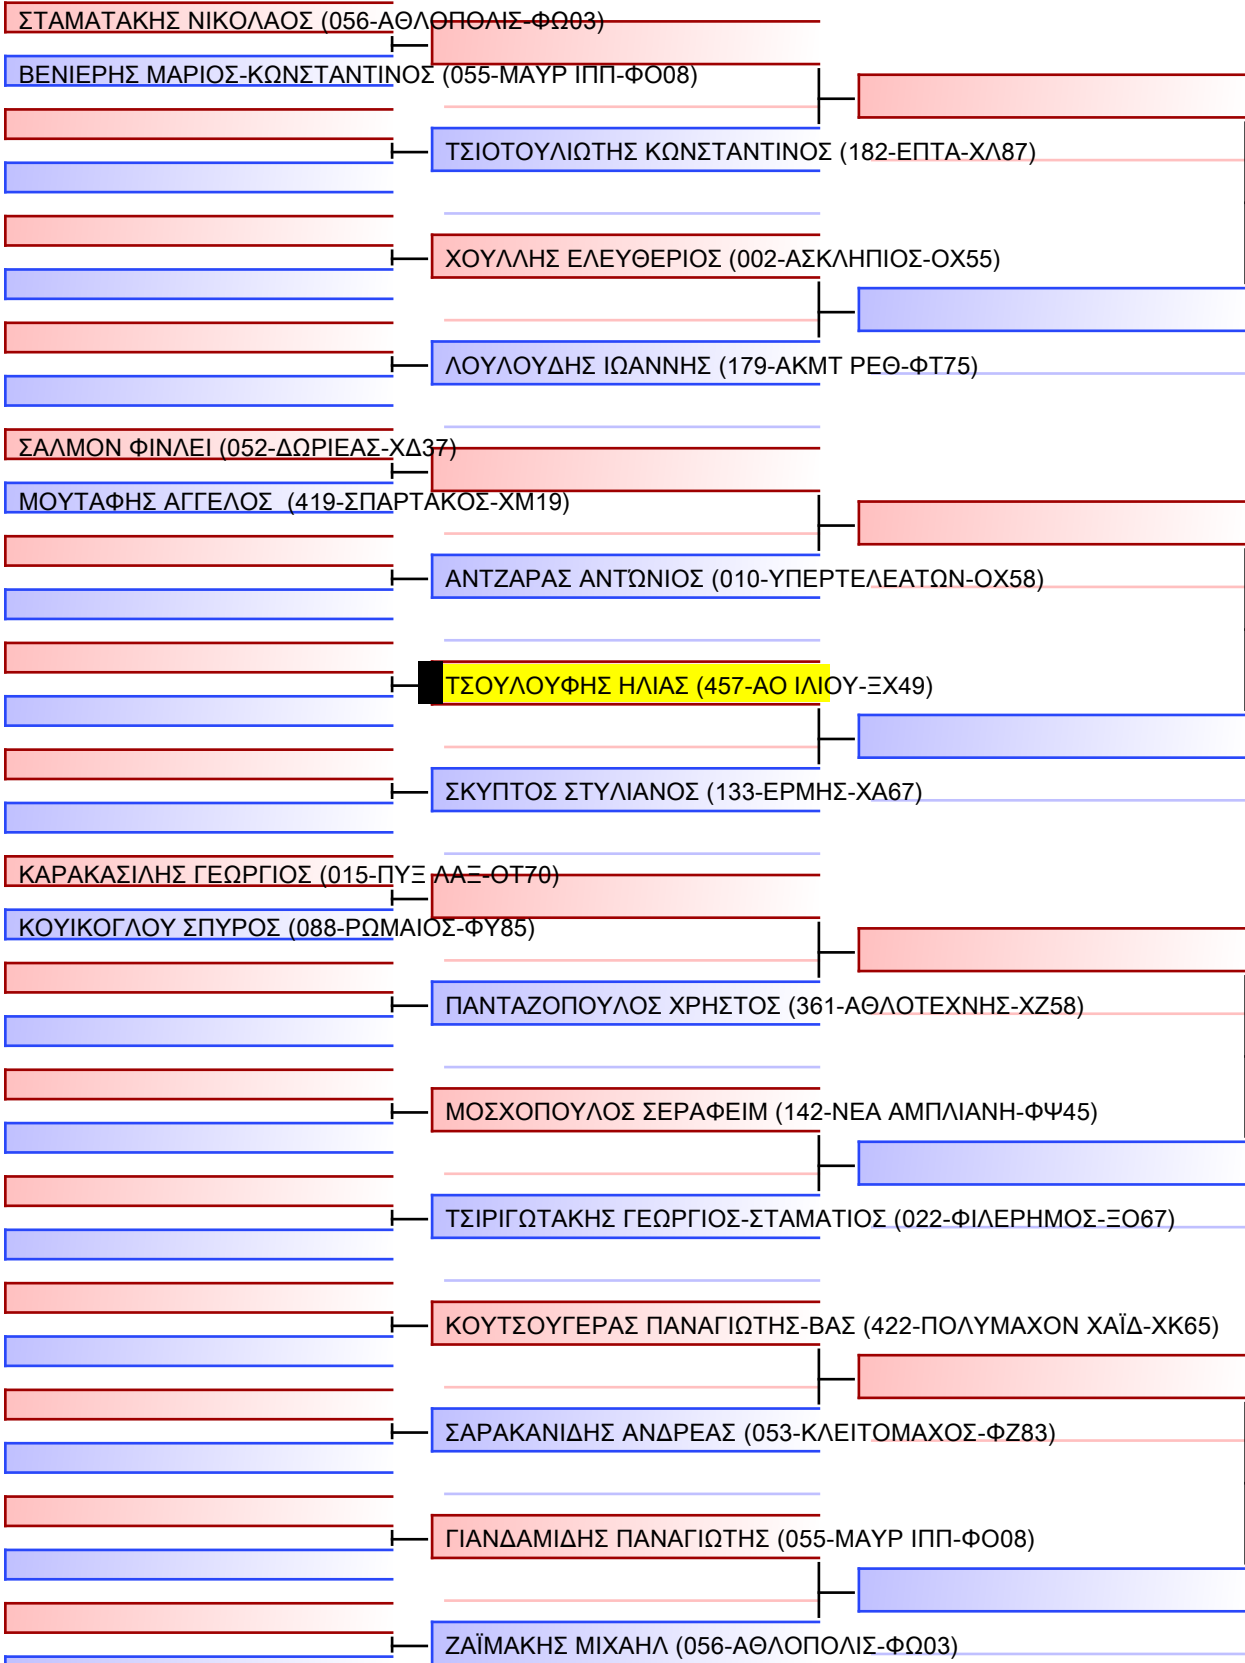 ΣΤΑΜΑΤΑΚΗΣ ΝΙΚΟΛΑΟΣ (056-ΑΘΛΟΠΟΛΙΣ-ΦΩ03)
ΒΕΝΙΕΡΗΣ ΜΑΡΙΟΣ-ΚΩΝΣΤΑΝΤΙΝΟΣ (055-ΜΑΥΡ ΙΠΠ-ΦΟ08)
ΤΣΙΟΤΟΥΛΙΩΤΗΣ ΚΩΝΣΤΑΝΤΙΝΟΣ (182-ΕΠΤΑ-ΧΛ87)
ΧΟΥΛΛΗΣ ΕΛΕΥΘΕΡΙΟΣ (002-ΑΣΚΛΗΠΙΟΣ-ΟΧ55)
ΛΟΥΛΟΥΔΗΣ ΙΩΑΝΝΗΣ (179-ΑΚΜΤ ΡΕΘ-ΦΤ75)
ΣΑΛΜΟΝ ΦΙΝΛΕΙ (052-ΔΩΡΙΕΑΣ-ΧΔ37)
ΜΟΥΤΑΦΗΣ ΑΓΓΕΛΟΣ  (419-ΣΠΑΡΤΑΚΟΣ-ΧΜ19)
ΑΝΤΖΑΡΑΣ ΑΝΤΏΝΙΟΣ (010-ΥΠΕΡΤΕΛΕΑΤΩΝ-ΟΧ58)
ΤΣΟΥΛΟΥΦΗΣ ΗΛΙΑΣ (457-ΑΟ ΙΛΙΟΥ-ΞΧ49)
ΣΚΥΠΤΟΣ ΣΤΥΛΙΑΝΟΣ (133-ΕΡΜΗΣ-ΧΑ67)
ΚΑΡΑΚΑΣΙΛΗΣ ΓΕΩΡΓΙΟΣ (015-ΠΥΞ ΛΑΞ-ΟΤ70)
ΚΟΥΙΚΟΓΛΟΥ ΣΠΥΡΟΣ (088-ΡΩΜΑΙΟΣ-ΦΥ85)
ΠΑΝΤΑΖΟΠΟΥΛΟΣ ΧΡΗΣΤΟΣ (361-ΑΘΛΟΤΕΧΝΗΣ-ΧΖ58)
ΜΟΣΧΟΠΟΥΛΟΣ ΣΕΡΑΦΕΙΜ (142-ΝΕΑ ΑΜΠΛΙΑΝΗ-ΦΨ45)
ΤΣΙΡΙΓΩΤΑΚΗΣ ΓΕΩΡΓΙΟΣ-ΣΤΑΜΑΤΙΟΣ (022-ΦΙΛΕΡΗΜΟΣ-ΞΟ67)
ΚΟΥΤΣΟΥΓΕΡΑΣ ΠΑΝΑΓΙΩΤΗΣ-ΒΑΣ (422-ΠΟΛΥΜΑΧΟΝ ΧΑΪΔ-ΧΚ65)
ΣΑΡΑΚΑΝΙΔΗΣ ΑΝΔΡΕΑΣ (053-ΚΛΕΙΤΟΜΑΧΟΣ-ΦΖ83)
ΓΙΑΝΔΑΜΙΔΗΣ ΠΑΝΑΓΙΩΤΗΣ (055-ΜΑΥΡ ΙΠΠ-ΦΟ08)
ΖΑΪΜΑΚΗΣ ΜΙΧΑΗΛ (056-ΑΘΛΟΠΟΛΙΣ-ΦΩ03)